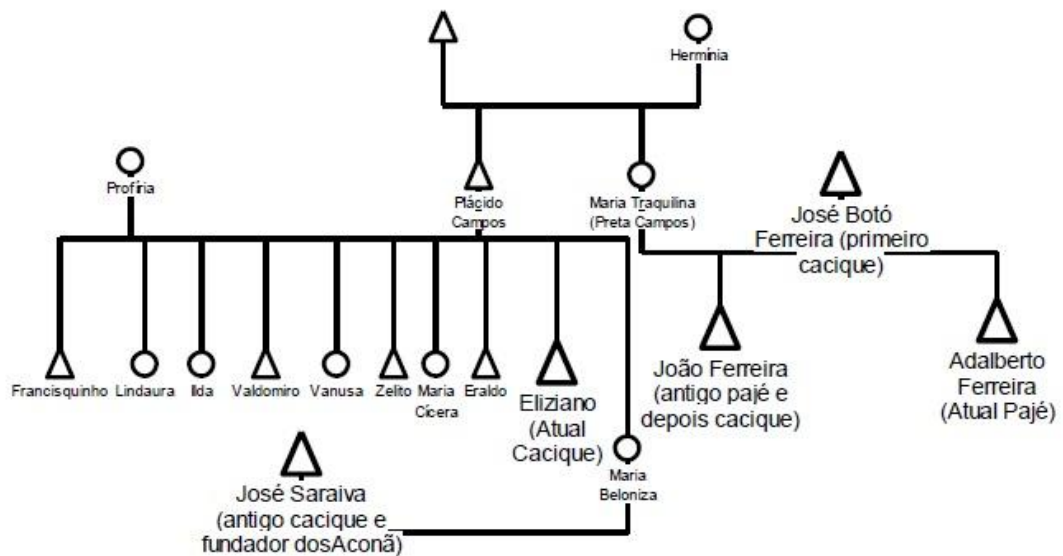 Hermínia
Profíria
Plácido
Campos
Maria Traquilina
(Preta Campos)
José Botó
Ferreira (primeiro
cacique)
Francisquinho
Lindaura
Ilda
Valdomiro
Vanusa
Zelito
Maria
Cícera
Eraldo
Eliziano
(Atual
Cacique)
João Ferreira
(antigo pajé e
depois cacique)
Adalberto
Ferreira
(Atual Pajé)
José Saraiva
(antigo cacique e
fundador dosAconã)
Maria
Beloniza